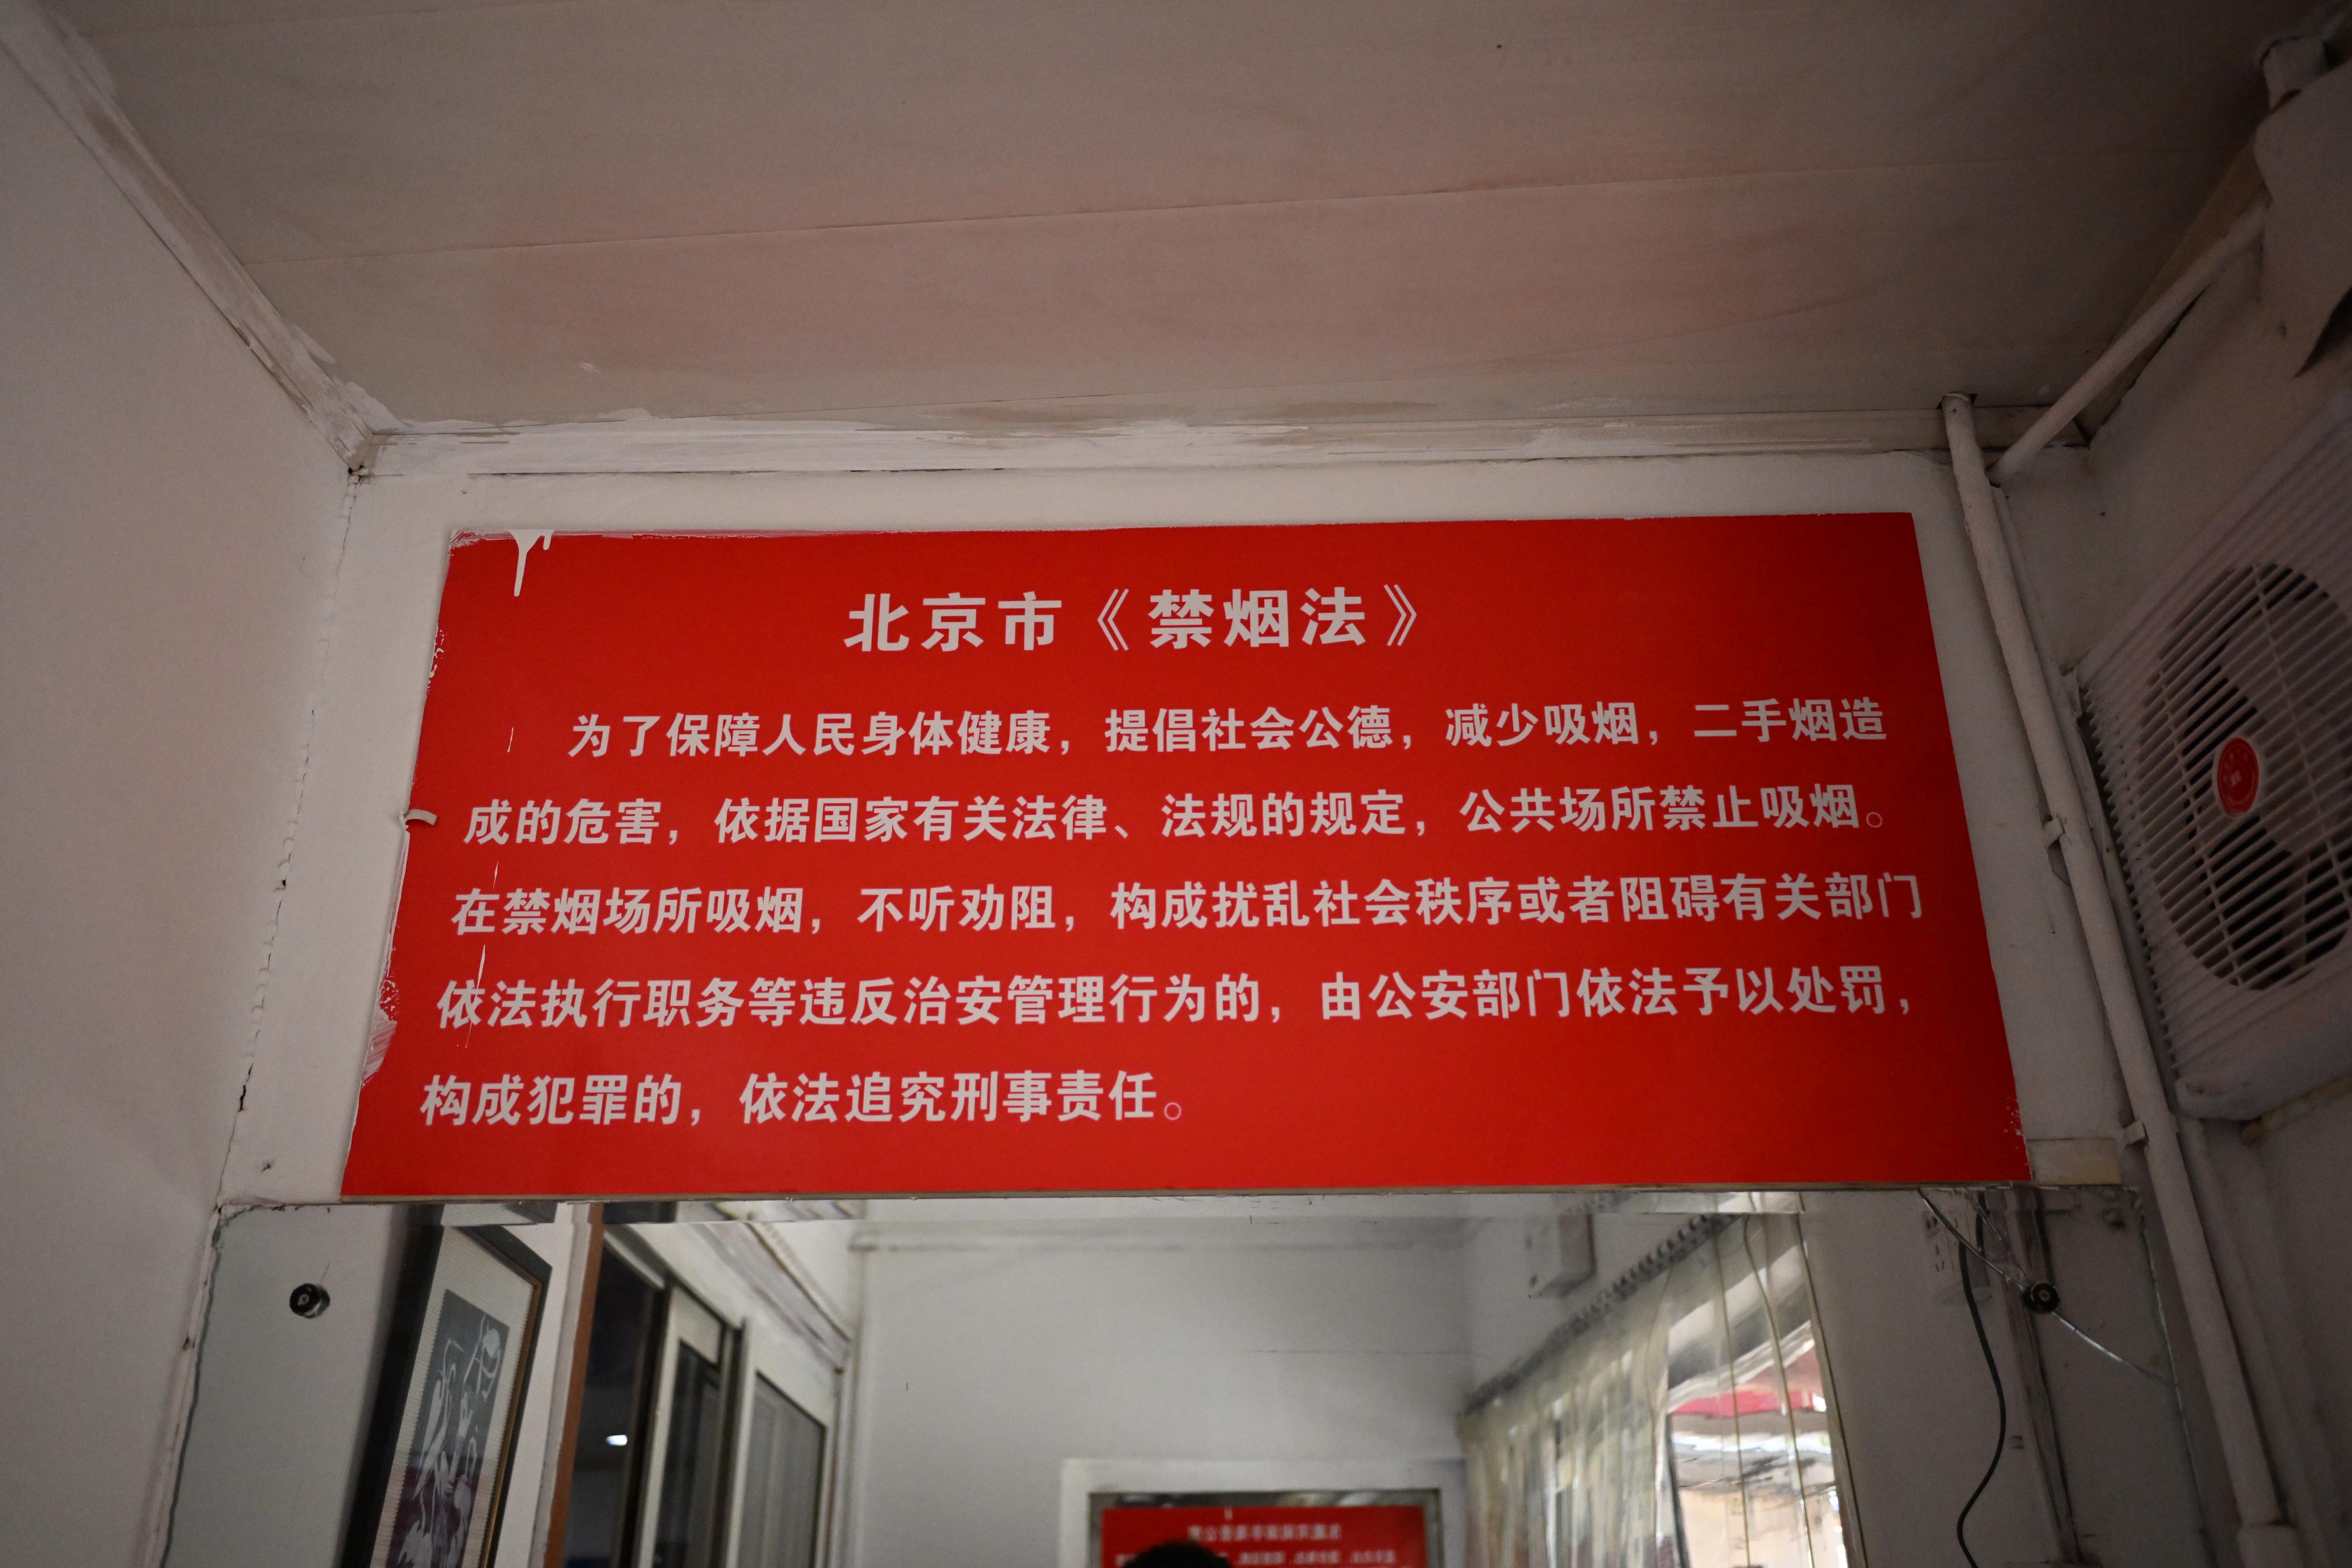 北京市《禁烟法》
为了保障人民身体健康，提倡社会公德，减少吸烟，二手烟造
成的危害，依据国家有关法律、法规的规定，公共场所禁止吸烟。
在禁烟场所吸烟，不听劝阻，构成扰乱社会秩序或者阻碍有关部门
依法执行职务等违反治安管理行为的，由公安部门依法予以处罚，
构成犯罪的，依法追究刑事责任。